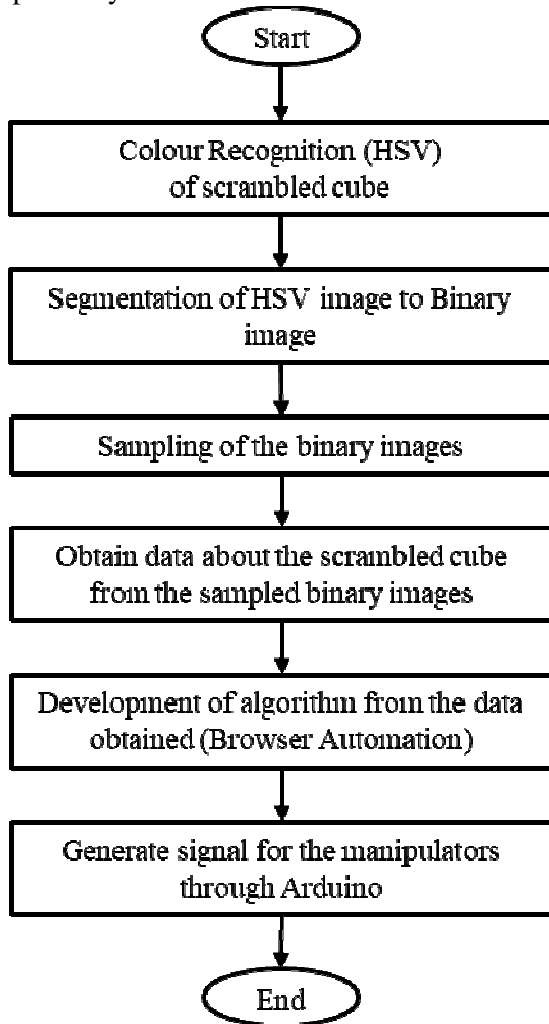 Start
Colour Recognition (HSV)
of scrambled cube
Segmentation of HSV image to Binary
image
Sampling of the binary images
Obtain data about the scrambled cube
from the sampled binary images
Development of algorithm from the data
obtained (Browser Automation)
Generate signal for the manipulators
through Arduino
End